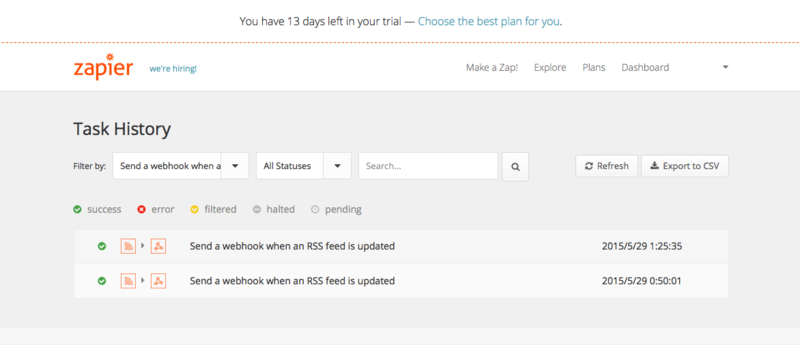 You have 13 days left in your trial — Choose the best plan for you.
zapier we're hiring! Make a Zap! Explore Plans Dashboard
Task History
Filter by: Send a webhook when a All Statuses Search... Refresh Export to CSV
success error filtered halted pending
Send a webhook when an RSS feed is updated 2015/5/29 1:25:35
Send a webhook when an RSS feed is updated 2015/5/29 0:50:01